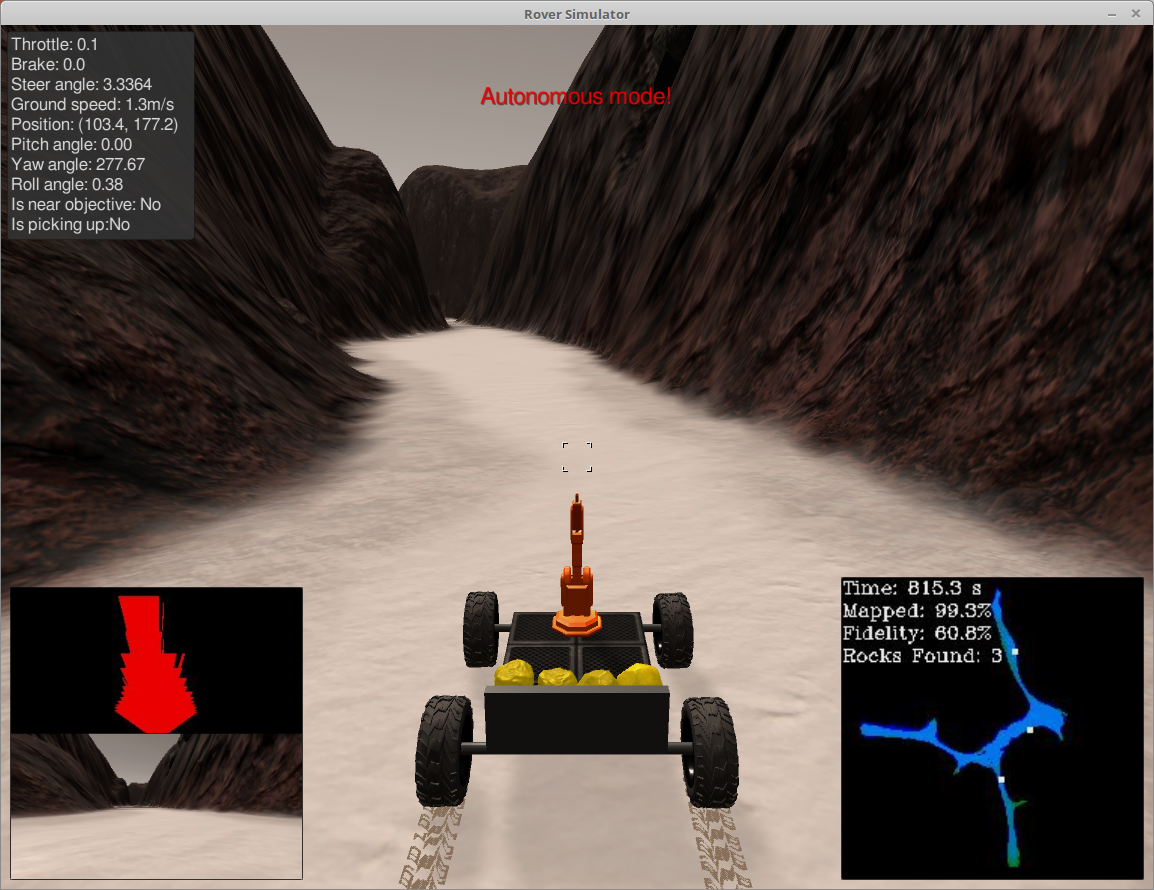 Rover Simulator
Throttle: 0.1
Brake: 0.0
Steer angle: 3.3364
Ground speed: 1.3m/s
Position: (103.4, 177.2)
Pitch angle: 0.00
Yaw angle: 277.67
Roll angle: 0.38
Is near objective: No
Is picking up:No
Autonomous mode!
Time: 815.3 s
Mapped: 99.3%
Fidelity: 60.8%
Rocks Found: 3